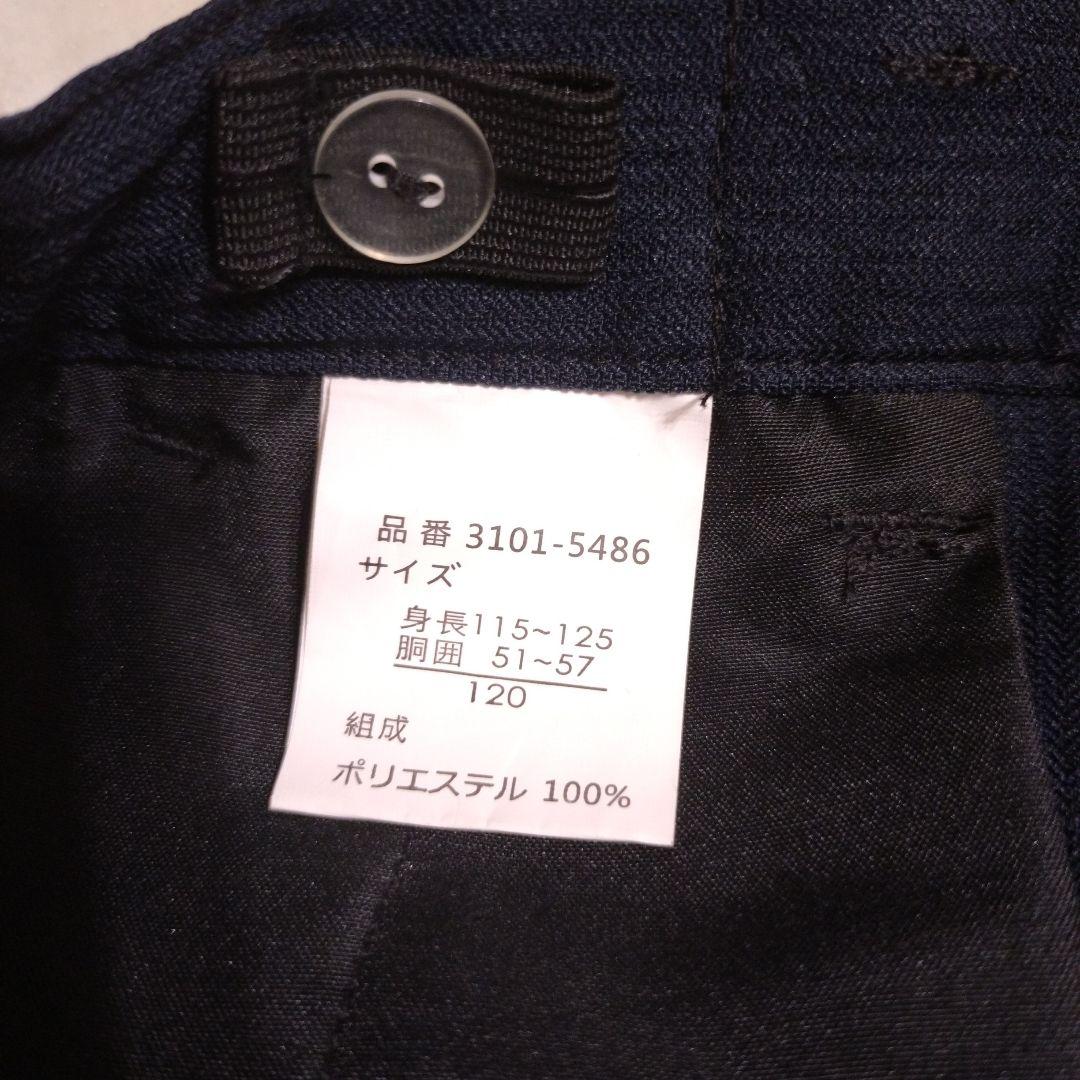 品番 3101-5486
サイズ
身長115~125
胴囲 51~57
120
組成
ポリエステル 100%